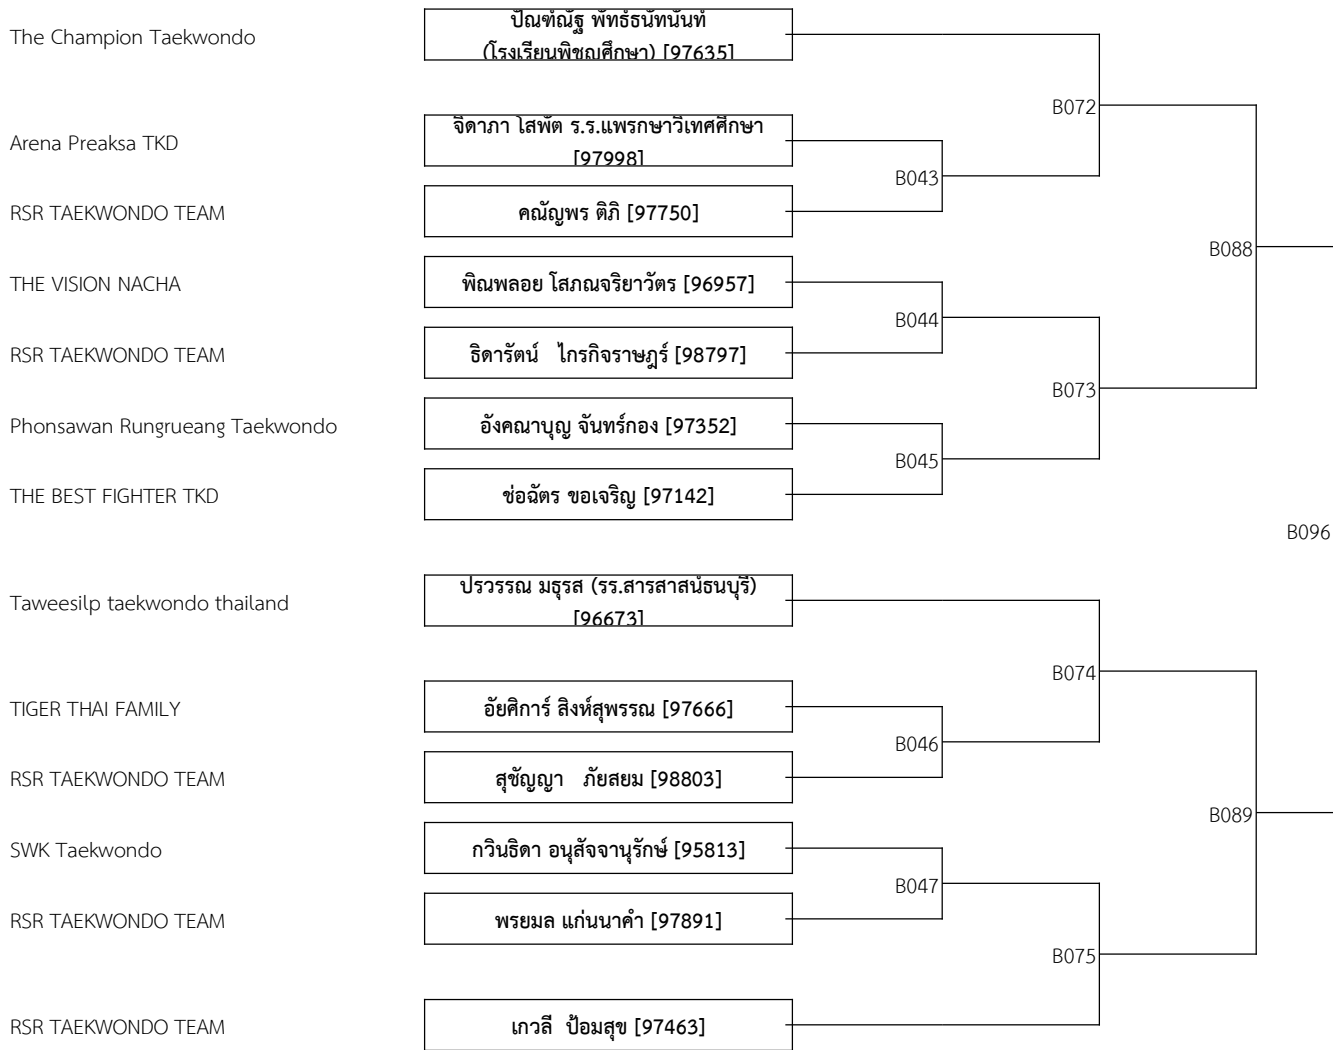 The Champion Taekwondo
ปัณฑ์ณัฐ พัทธ์ธนัทนันท์
(โรงเรียนพิชญศึกษา) [97635]
B072
Arena Preaksa TKD
จิดาภา โสพัต ร.ร.แพรกษาวิเทศศึกษา
[97998]
B043
RSR TAEKWONDO TEAM
คณัญพร ติภิ [97750]
B088
THE VISION NACHA
พิณพลอย โสภณจริยาวัตร [96957]
B044
RSR TAEKWONDO TEAM
ธิดารัตน์ ไกรกิจราษฎร์ [98797]
B073
Phonsawan Rungrueang Taekwondo
อังคณาบุญ จันทร์กอง [97352]
B045
THE BEST FIGHTER TKD
ช่อฉัตร ขอเจริญ [97142]
B096
Taweesilp taekwondo thailand
ปรวรรณ มธุรส (รร.สารสาสน์ธนบุรี)
[96673]
B074
TIGER THAI FAMILY
อัยศิการ์ สิงห์สุพรรณ [97666]
B046
RSR TAEKWONDO TEAM
สุชัญญา ภัยสยม [98803]
B089
SWK Taekwondo
กวินธิดา อนุสัจจานุรักษ์ [95813]
B047
RSR TAEKWONDO TEAM
พรยมล แก่นนาคำ [97891]
B075
RSR TAEKWONDO TEAM
เกวลี ป้อมสุข [97463]